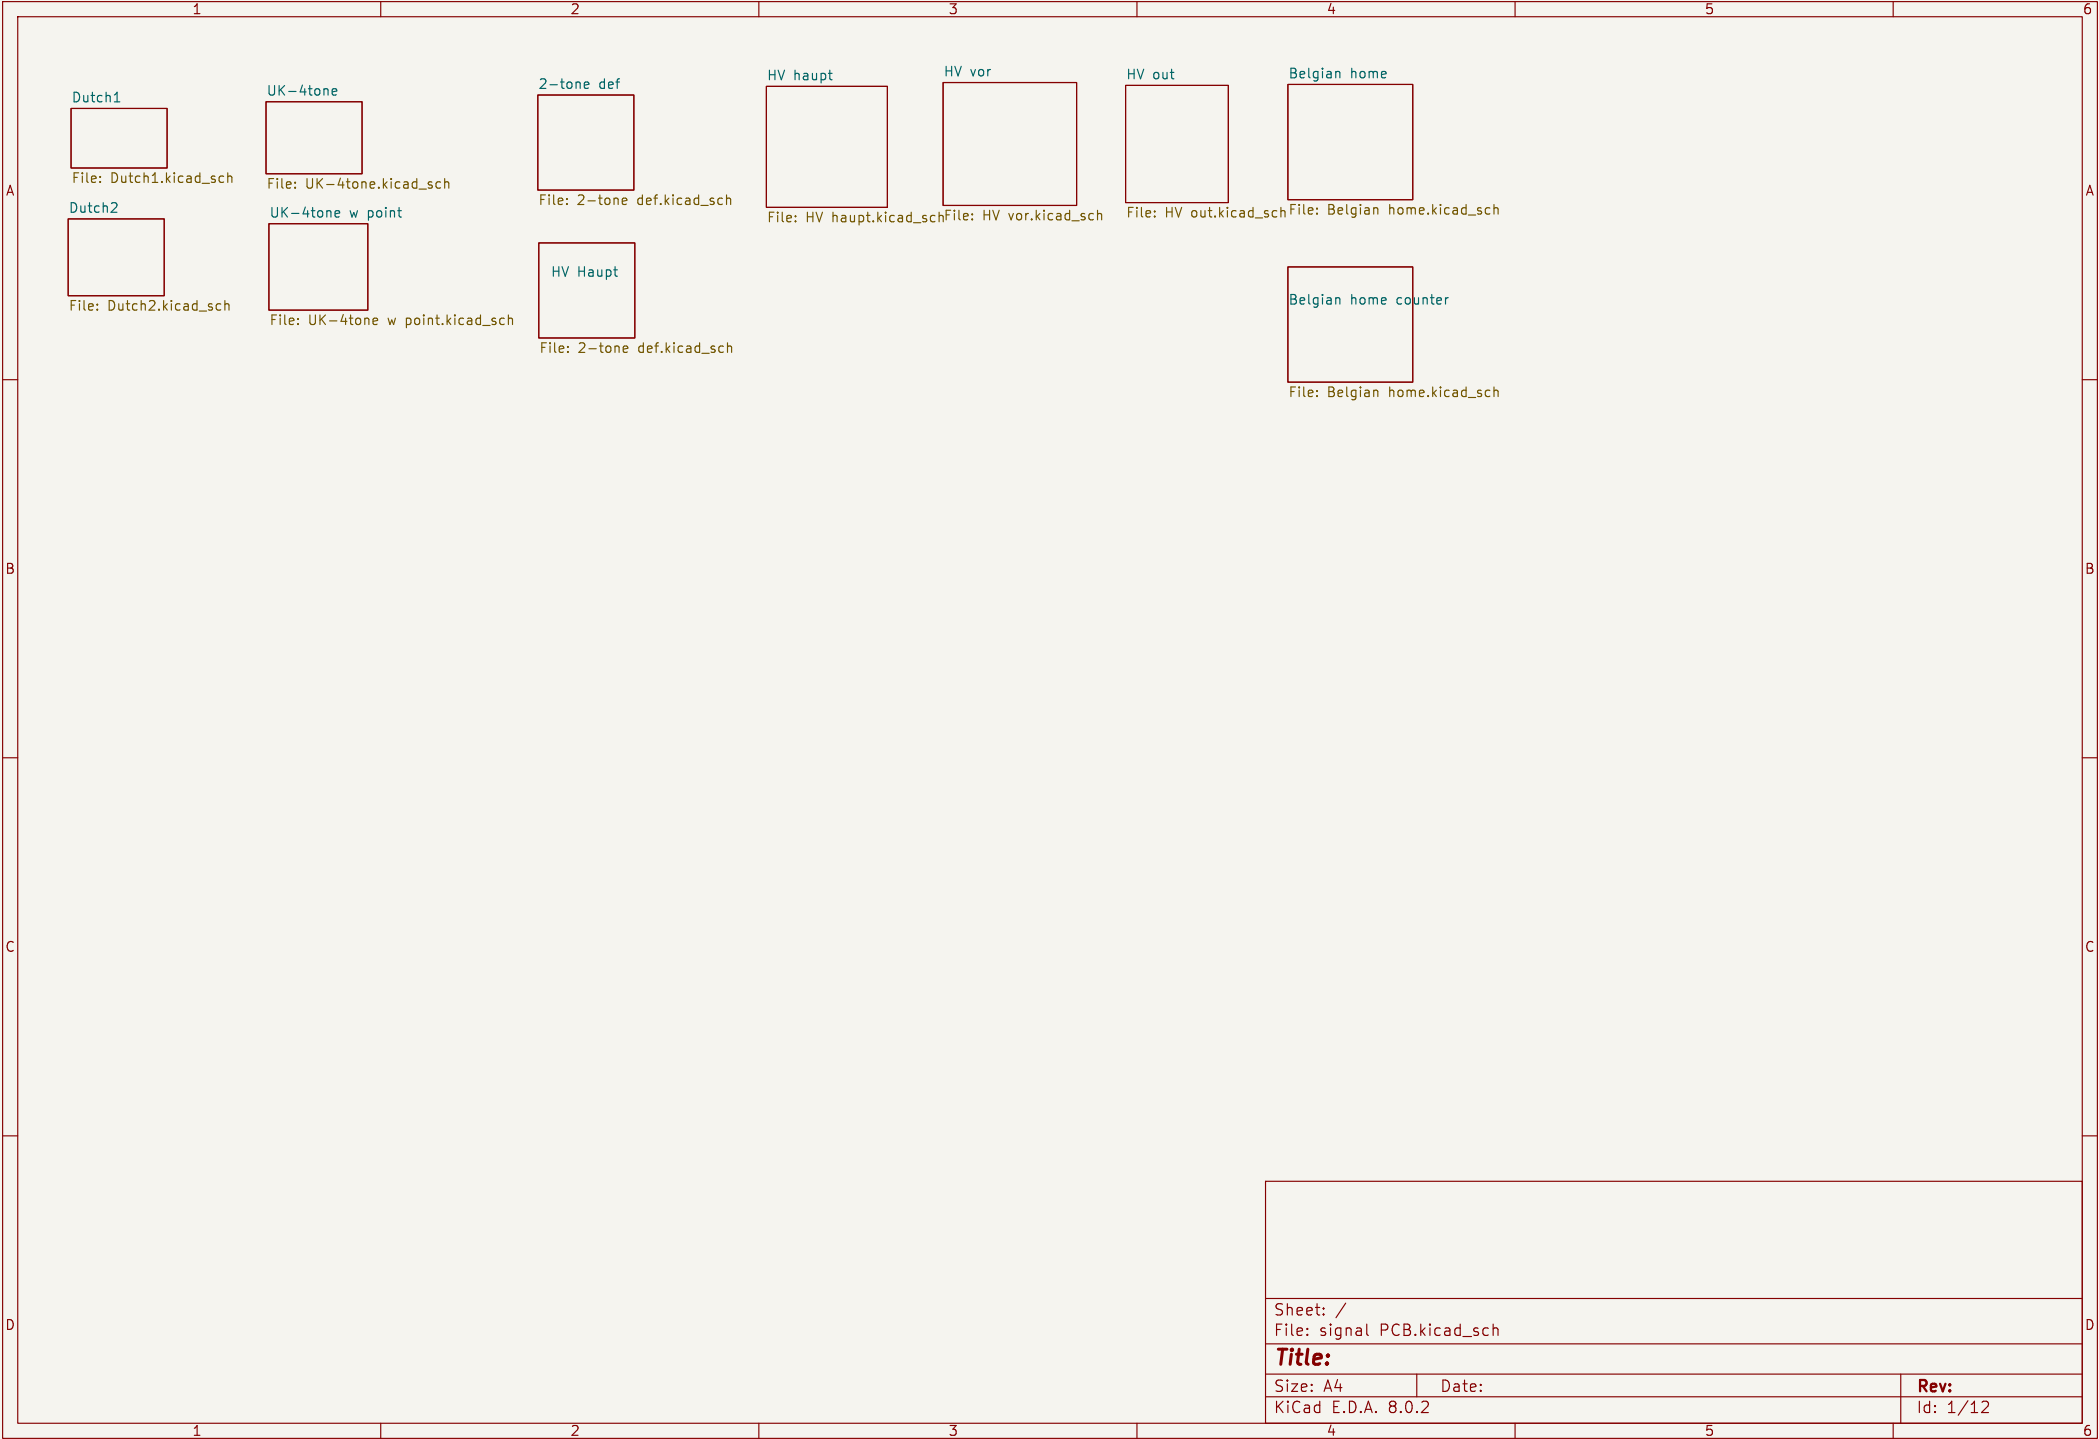 1 2 3 4 5 6
HV vor
Belgian home
HV out
HV haupt
2-tone def
UK-4tone
Dutch1
File: Dutch1.kicad_sch
File: UK-4tone.kicad_sch
A
A
File: 2-tone def.kicad_sch
Dutch2
File: Belgian home.kicad_sch
UK-4tone w point
File: HV out.kicad_sch
File: HV vor.kicad_sch
File: HV haupt.kicad_sch
HV Haupt
Belgian home counter
File: Dutch2.kicad_sch
File: UK-4tone w point.kicad_sch
File: 2-tone def.kicad_sch
File: Belgian home.kicad_sch
B
B
C
C
Sheet: /
D
D
File: signal PCB.kicad_sch
Title:
Size: A4
Date:
Rev:
KiCad E.D.A. 8.0.2
Id: 1/12
1 2 3 4 5 6